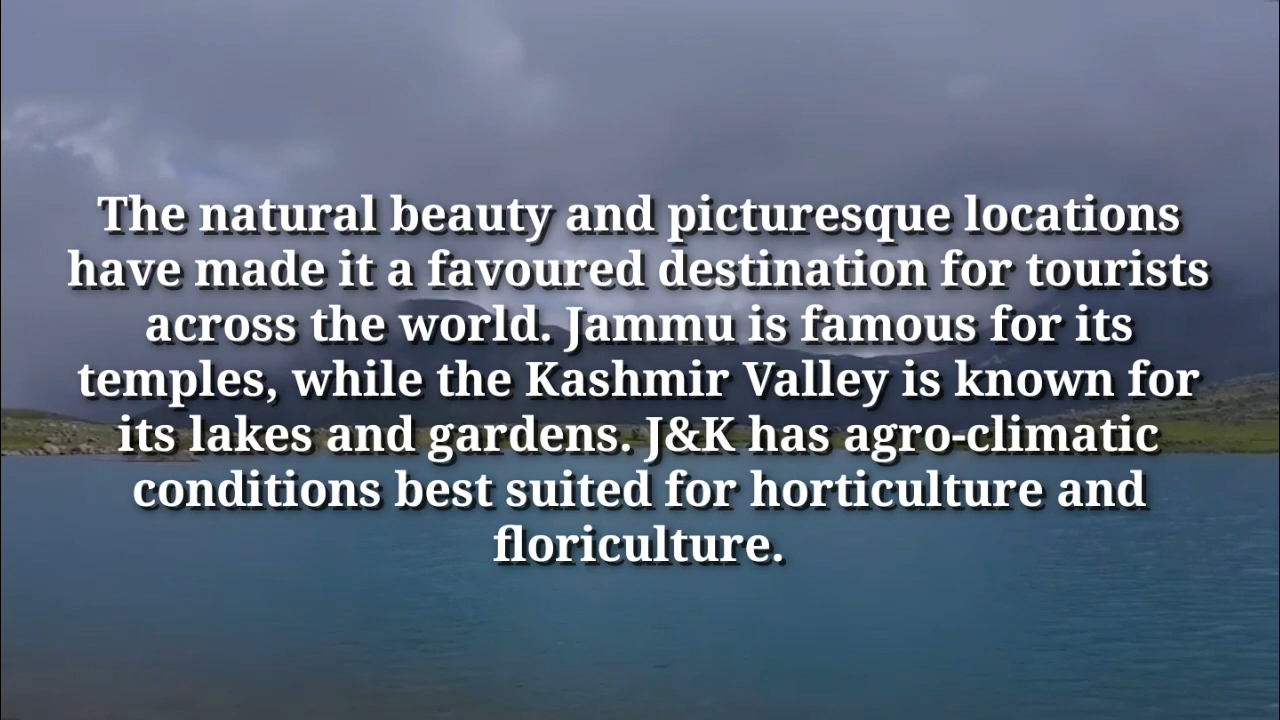 The natural beauty and picturesque locations
have made it a favoured destination for tourists
across the world. Jammu is famous for its
temples, while the Kashmir Valley is known for
its lakes and gardens. J&K has agro-climatic
conditions best suited for horticulture and
floriculture.